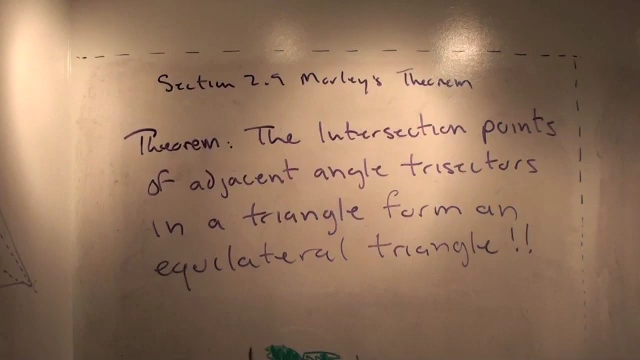 Section 2.9 Morley's Theorem
Theorem: The Intersection points
of adjacent angle trisectors
in a triangle form an
equilateral triangle!!